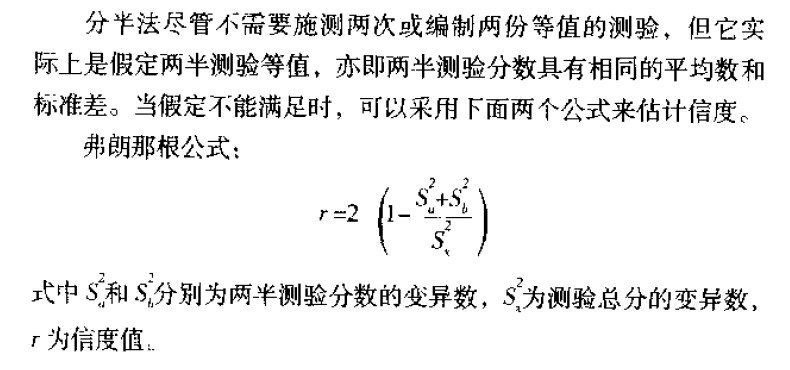 分半法尽管不需要施测两次或编制两份等值的测验，但它实
际上是假定两半测验等值，亦即两半测验分数具有相同的平均数和
标准差。当假定不能满足时，可以采用下面两个公式来估计信度。
弗朗那根公式：
r=2 (1-\frac{S_a^2+S_b^2}{S_x^2})
式中 S_a^2和 S_b^2分别为两半测验分数的变异数，S_x^2为测验总分的变异数，
r 为信度值。